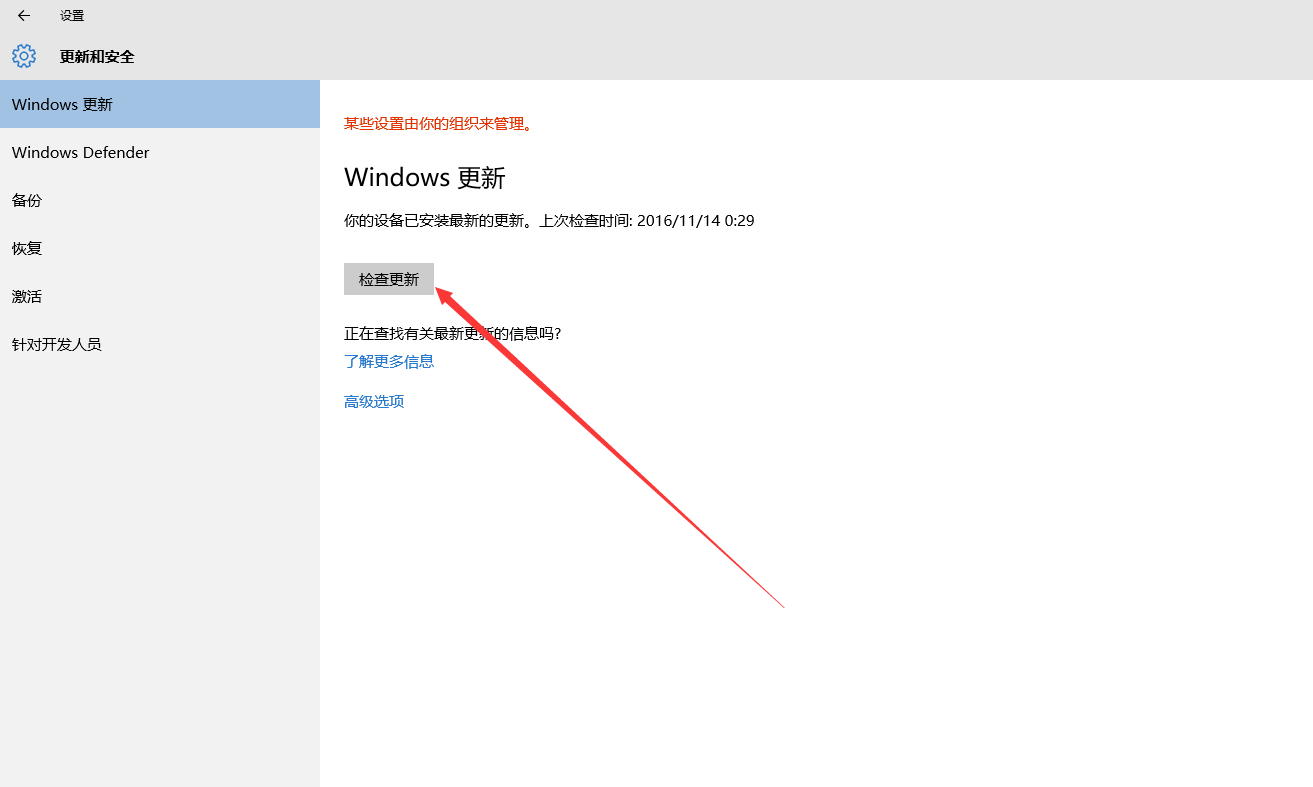 设置
更新和安全
Windows 更新
Windows Defender
备份
恢复
激活
针对开发人员
某些设置由你的组织来管理。
Windows 更新
你的设备已安装最新的更新。上次检查时间: 2016/11/14 0:29
检查更新
正在查找有关最新更新的信息吗?
了解更多信息
高级选项